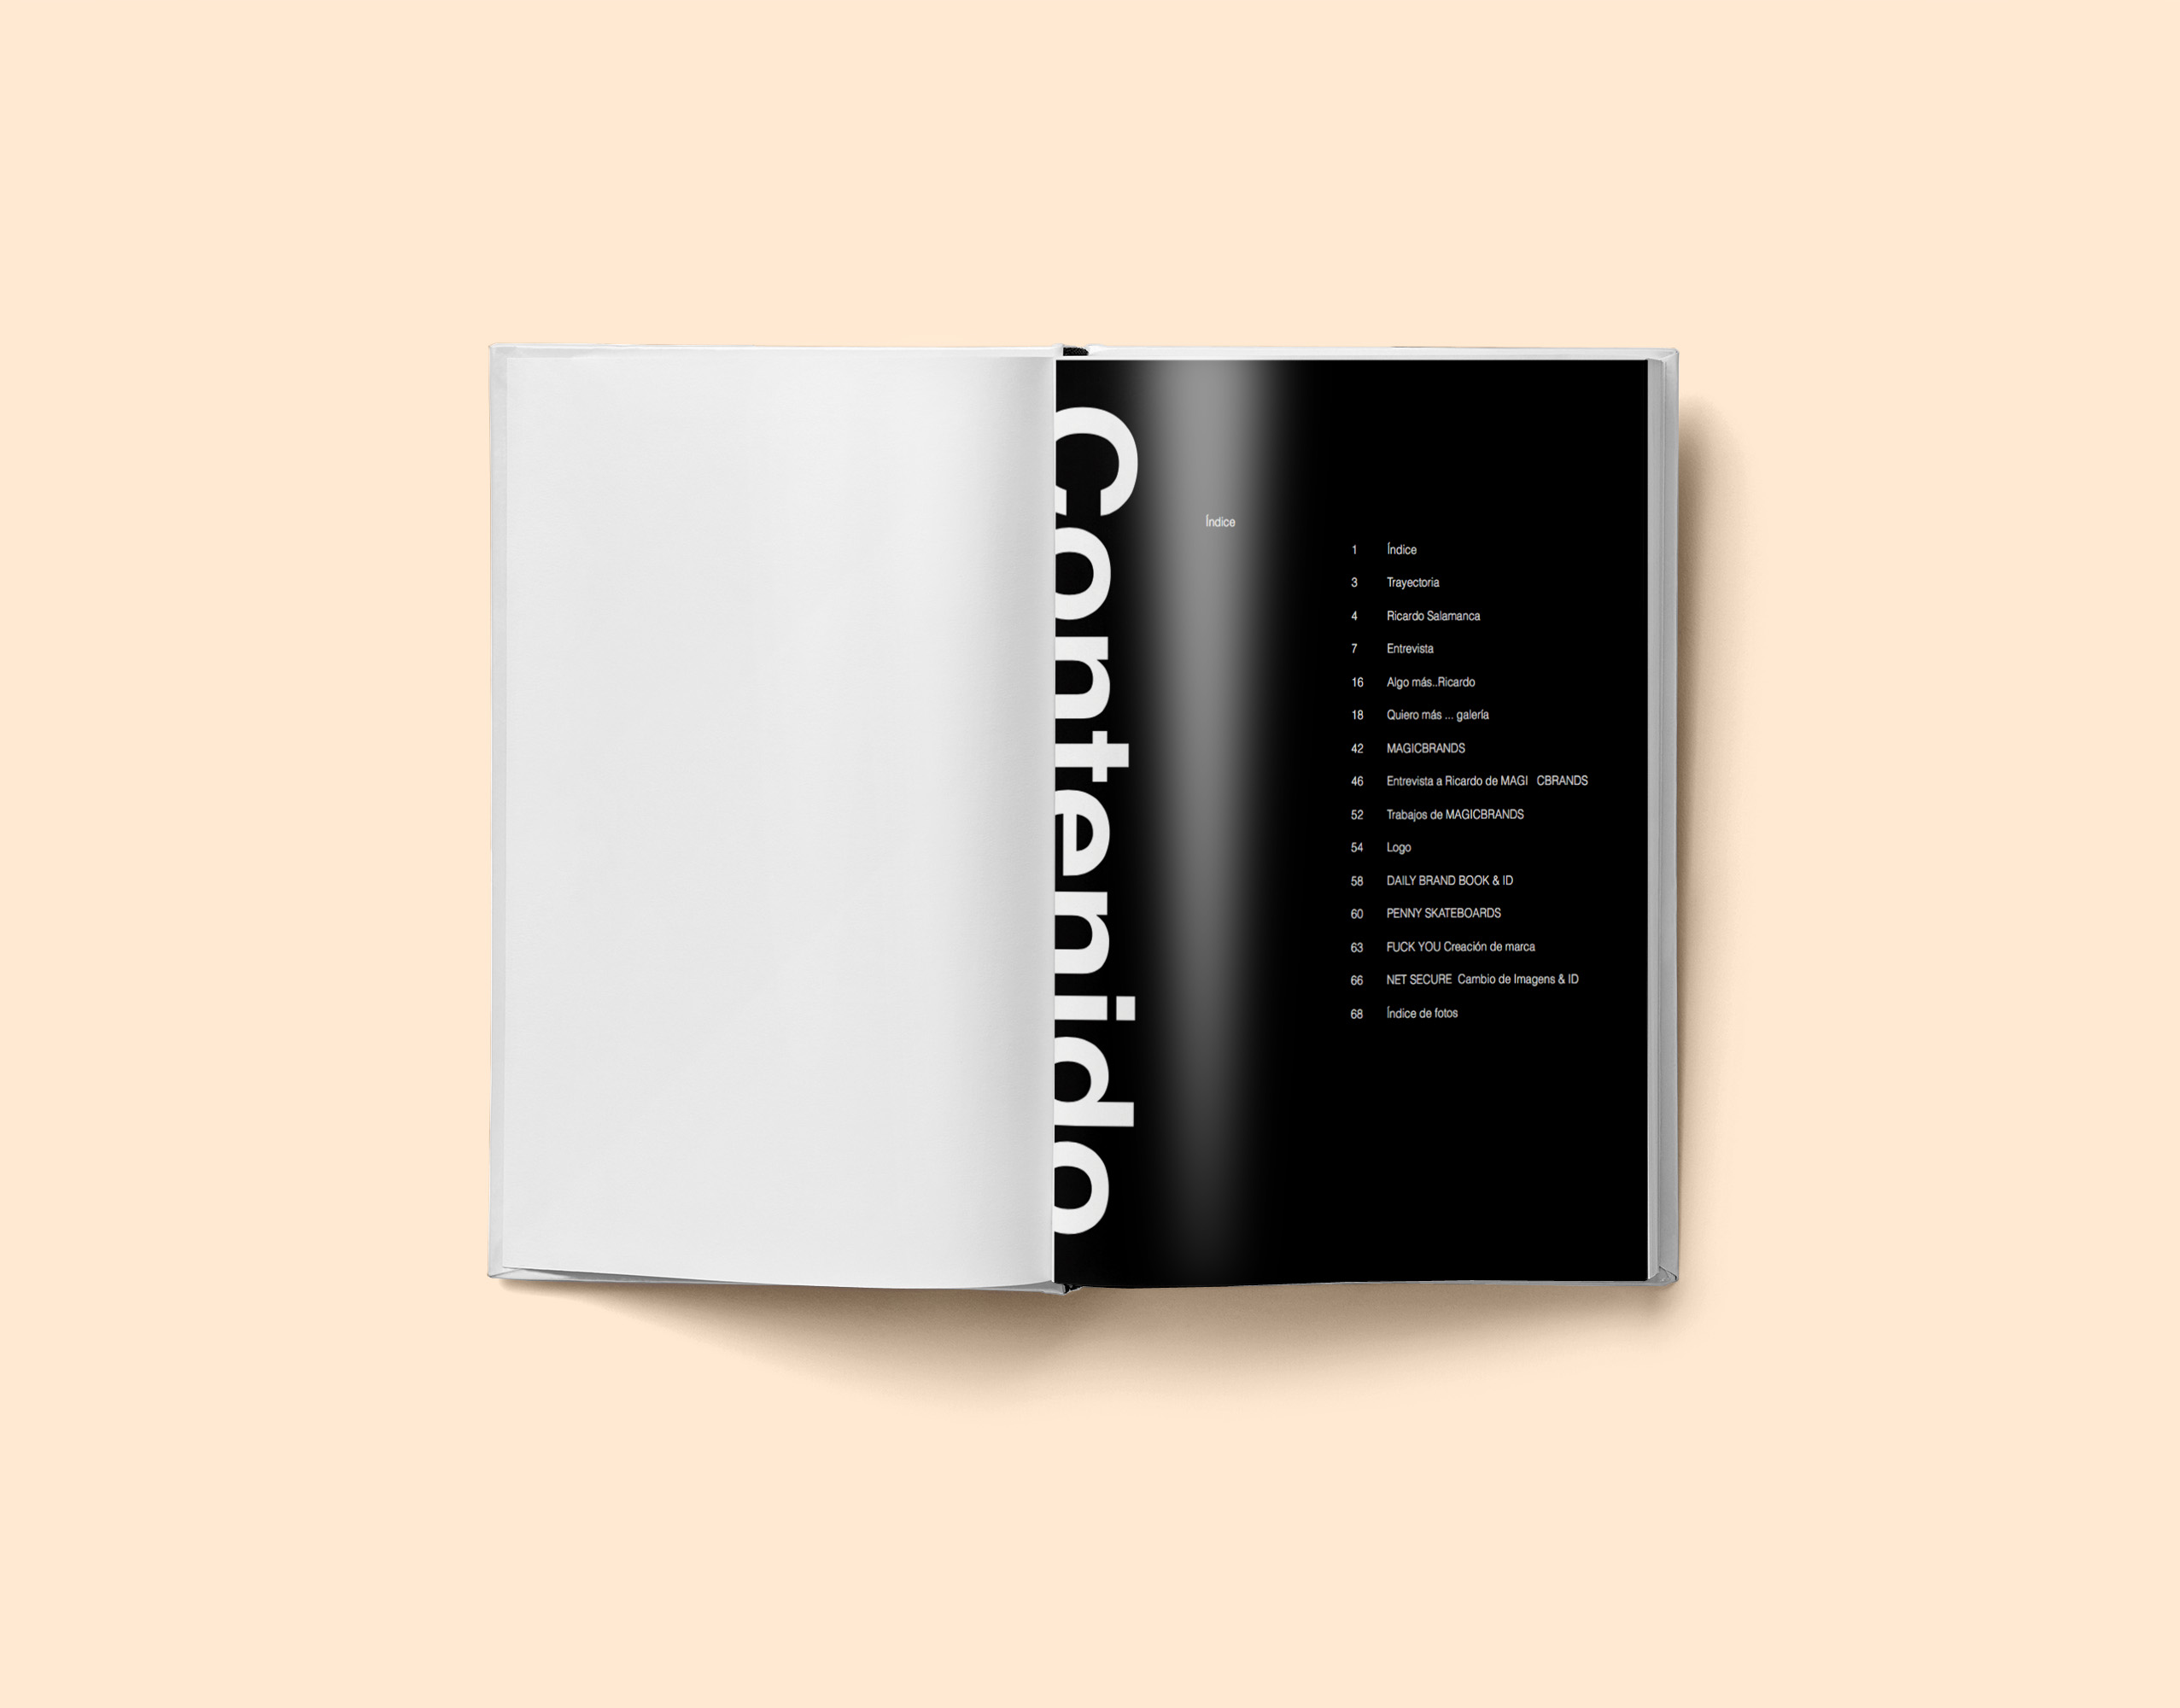 Contenido
Índice
1 Índice
3 Trayectoria
4 Ricardo Salamanca
7 Entrevista
16 Algo más..Ricardo
18 Quiero más ... galería
42 MAGICBRANDS
46 Entrevista a Ricardo de MAGI CBRANDS
52 Trabajos de MAGICBRANDS
54 Logo
58 DAILY BRAND BOOK & ID
60 PENNY SKATEBOARDS
63 FUCK YOU Creación de marca
66 NET SECURE Cambio de Imagens & ID
68 Índice de fotos